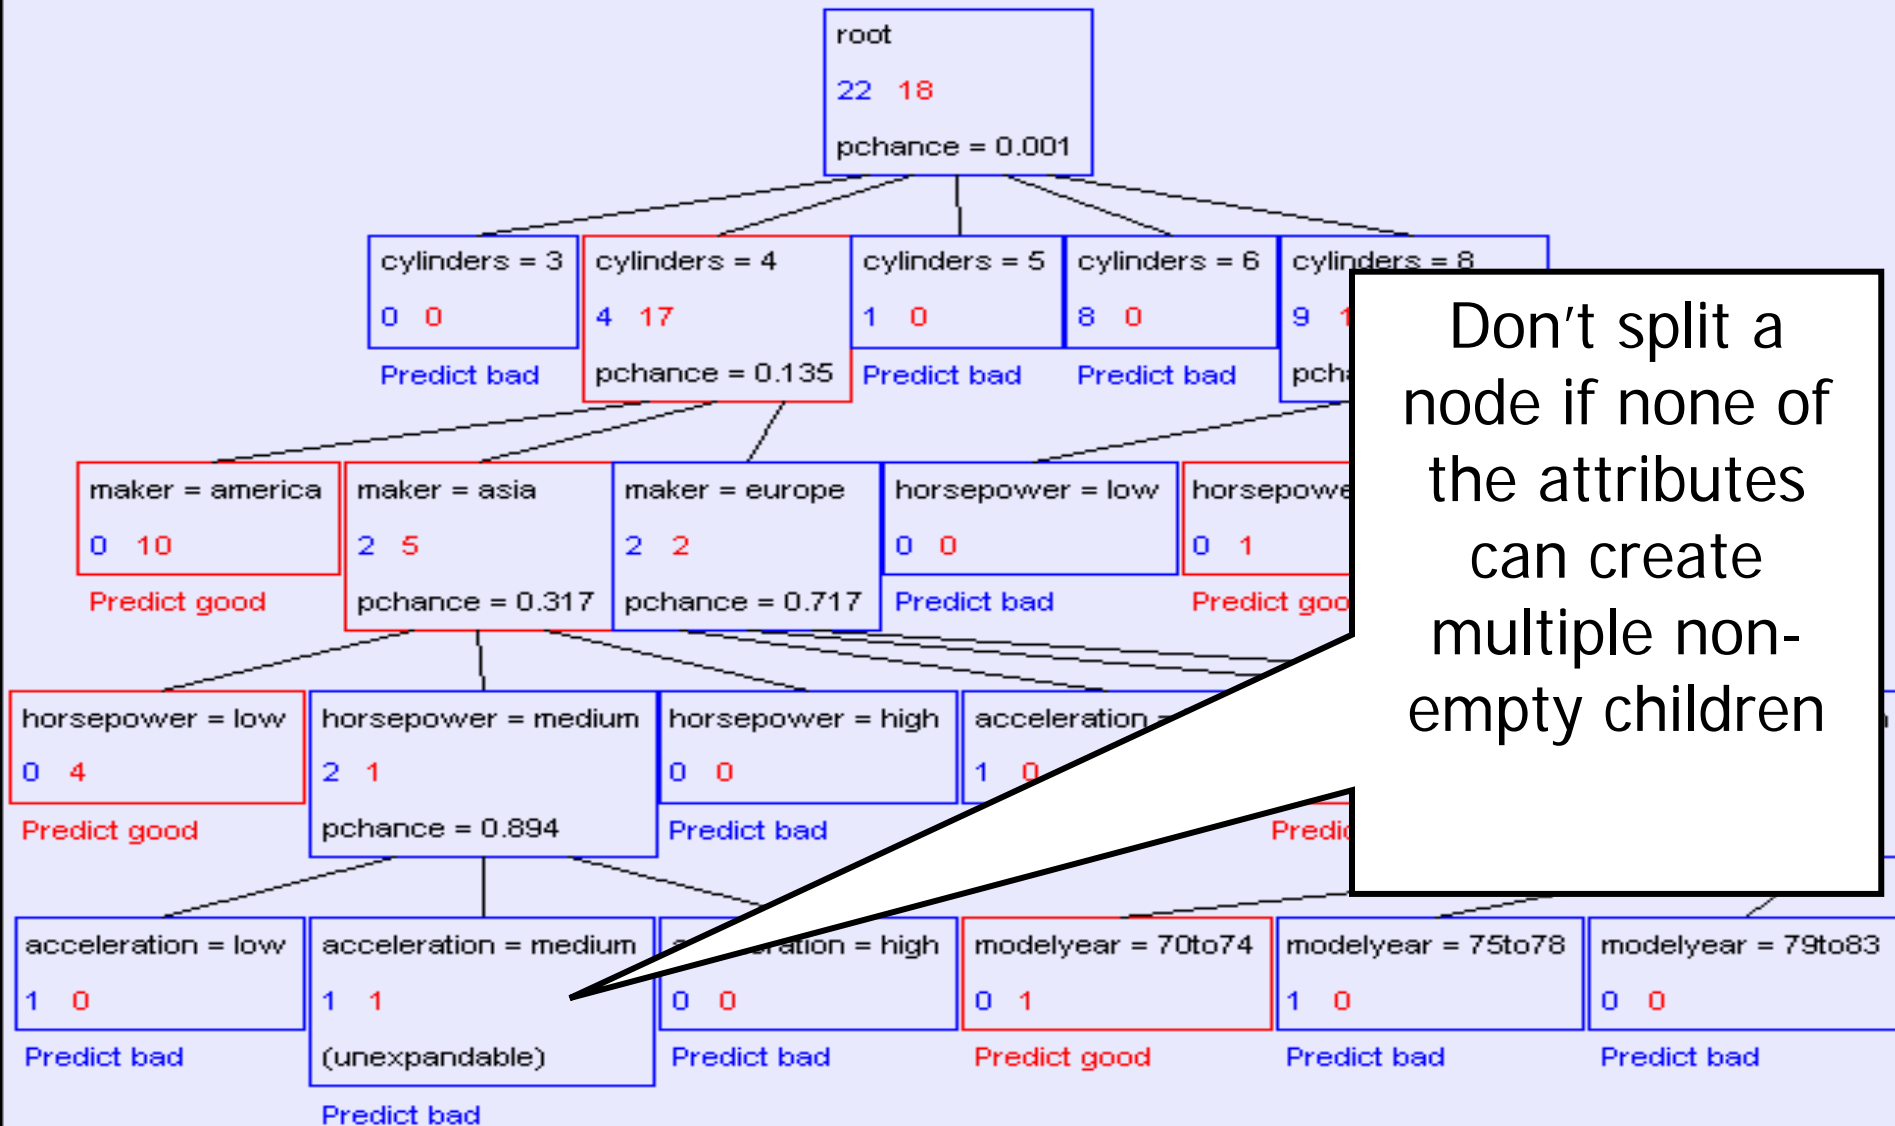 root
22 18
pchance = 0.001
cylinders = 3
0 0
Predict bad
cylinders = 4
4 17
pchance = 0.135
cylinders = 5
1 0
Predict bad
cylinders = 6
8 0
Predict bad
cylinders = 8
9
Don't split a
node if none of
the attributes
can create
multiple non-
empty children
maker = america
0 10
Predict good
maker = asia
2 5
pchance = 0.317
maker = europe
2 2
pchance = 0.717
horsepower = low
0 0
Predict bad
0 1
Predict
horsepower = low
0 4
Predict good
horsepower = medium
2 1
pchance = 0.894
horsepower = high
0 0
Predict bad
acceleration
1 0
acceleration = low
1 0
Predict bad
acceleration = medium
1 1
(unexpandable)
Predict bad
= high
0 0
Predict bad
modelyear = 70to74
0 1
Predict good
modelyear = 75to78
1 0
Predict bad
modelyear = 79to83
0 0
Predict bad